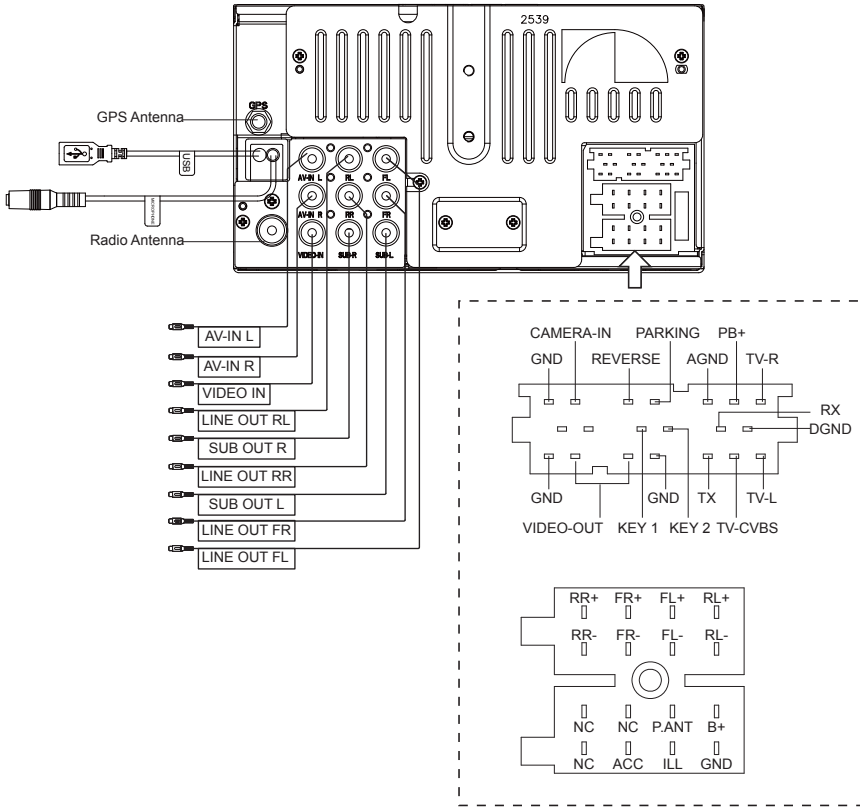 2539
GPS
GPS Antenna
USB
AV-IN L RL FL
MICROPHONE
AV-IN R RR FR
Radio Antenna
VIDEO-IN SUB-R SUB-L
AV-IN L
AV-IN R
VIDEO IN
LINE OUT RL
SUB OUT R
LINE OUT RR
SUB OUT L
LINE OUT FR
LINE OUT FL
CAMERA-IN PARKING PB+
GND REVERSE AGND TV-R
RX
DGND
GND GND TX TV-L
VIDEO-OUT KEY 1 KEY 2 TV-CVBS
RR+ FR+ FL+ RL+
RR- FR- FL- RL-
NC NC P.ANT B+
NC ACC ILL GND